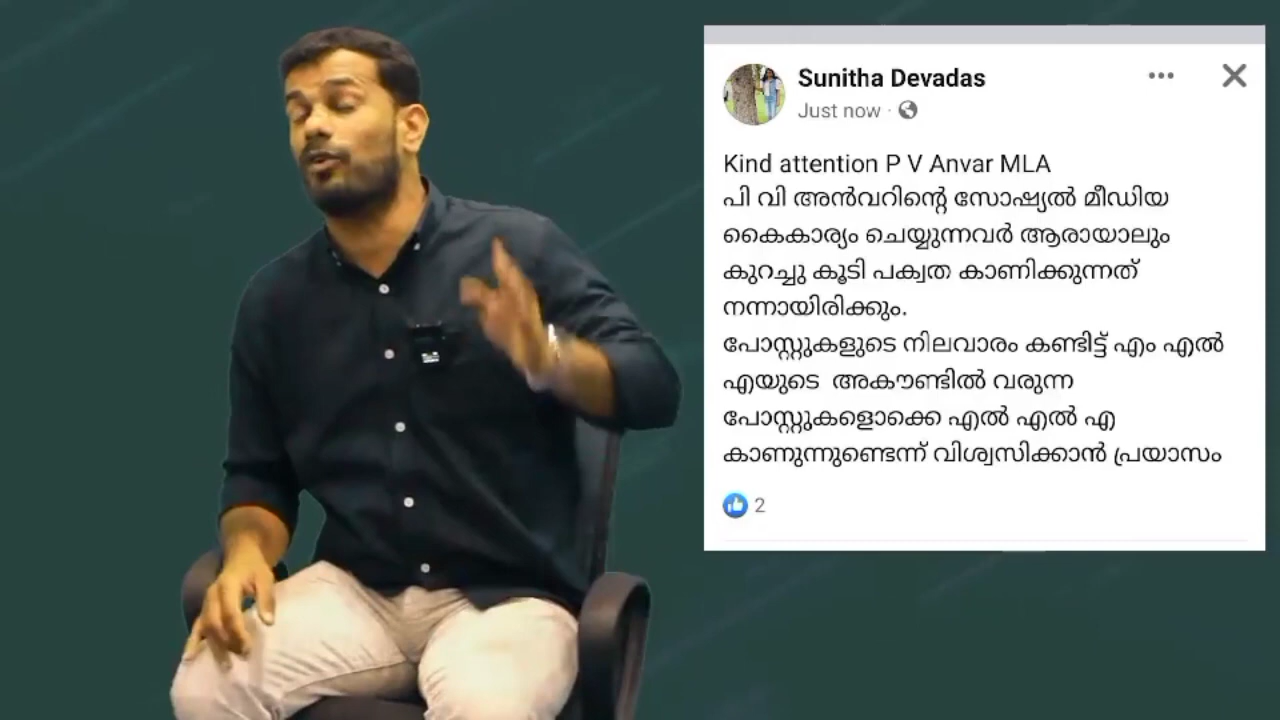 Sunitha Devadas
Just now
Kind attention P V Anvar MLA
പി വി അൻവറിന്റെ സോഷ്യൽ മീഡിയ
കൈകാര്യം ചെയ്യുന്നവർ ആരായാലും
കുറച്ചു കൂടി പക്വത കാണിക്കുന്നത്
നന്നായിരിക്കും.
പോസ്റ്റുകളുടെ നിലവാരം കണ്ടിട്ട് എം എൽ
എയുടെ അകൗണ്ടിൽ വരുന്ന
പോസ്റ്റുകളൊക്കെ എൽ എൽ എ
കാണുന്നുണ്ടെന്ന് വിശ്വസിക്കാൻ പ്രയാസം
2